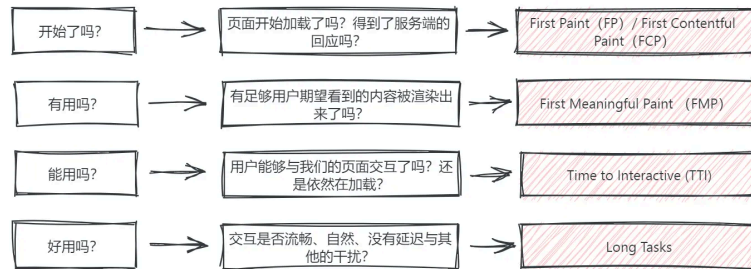 开始了吗？
页面开始加载了吗？得到了服务端的
回应吗？
First Paint（FP）/ First Contentful
Paint（FCP）
有用吗？
有足够用户期望看到的内容被渲染出
来了吗？
First Meaningful Paint （FMP）
能用吗？
用户能够与我们的页面交互了吗？还
是依然在加载？
Time to Interactive (TTI)
好用吗？
交互是否流畅、自然、没有延迟与其
他的干扰？
Long Tasks